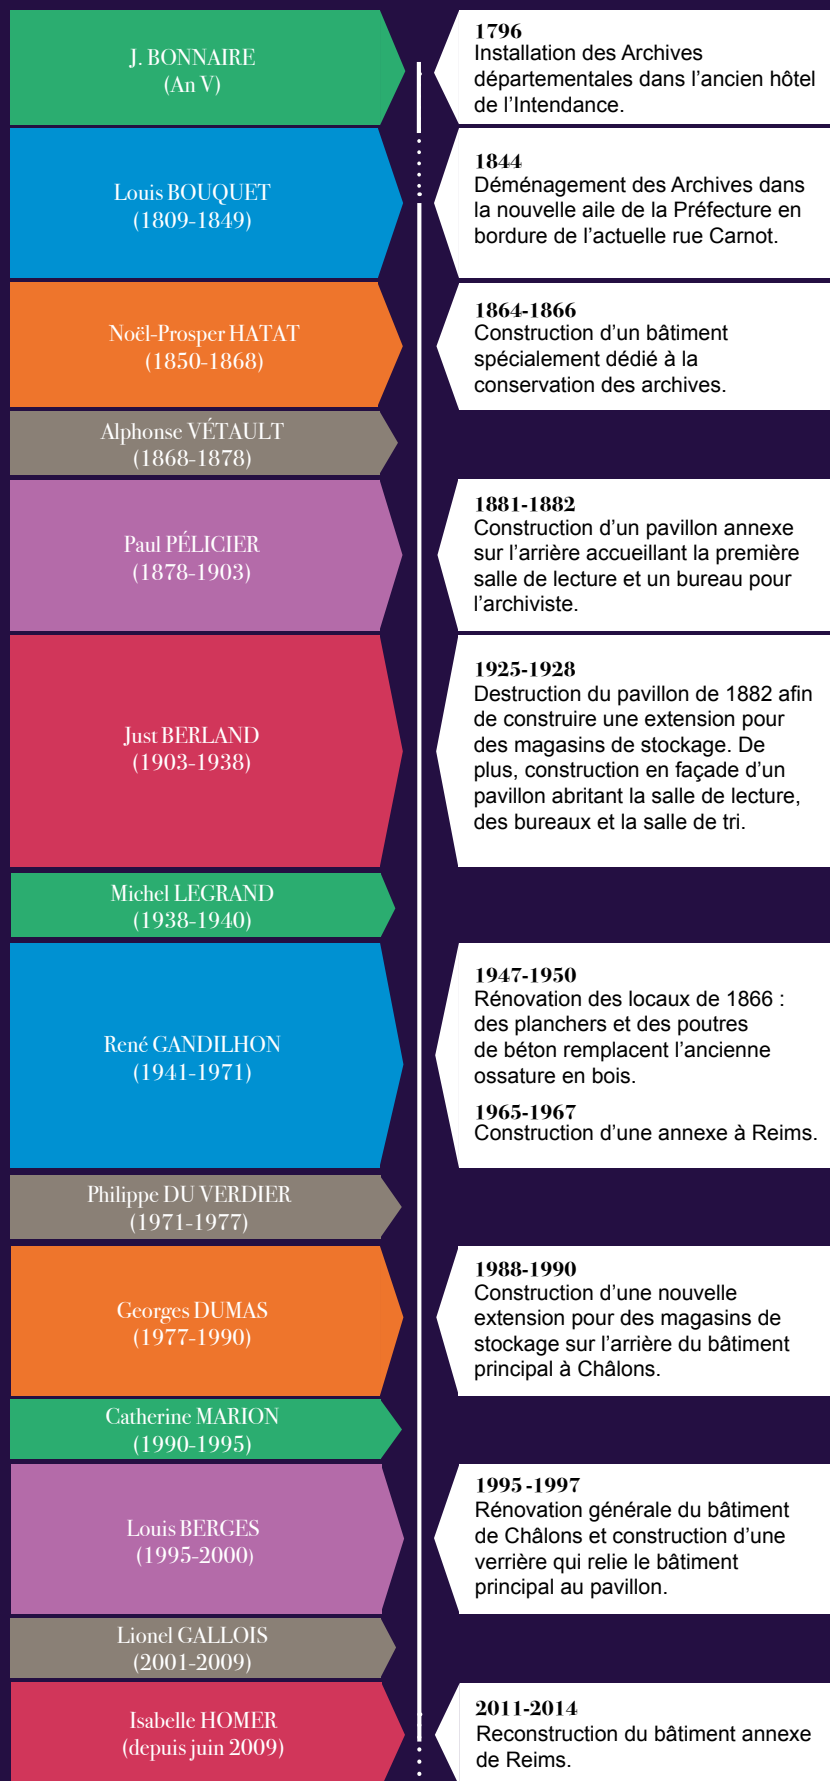 J. BONNAIRE
(An V)
1796
Installation des Archives
départementales dans l’ancien hôtel
de l’Intendance.
Louis BOUQUET
(1809-1849)
1844
Déménagement des Archives dans
la nouvelle aile de la Préfecture en
bordure de l’actuelle rue Carnot.
Noël-Prosper HATAT
(1850-1868)
1864-1866
Construction d’un bâtiment
spécialement dédié à la
conservation des archives.
Alphonse VÉTAULT
(1868-1878)
Paul PÉLICIER
(1878-1903)
1881-1882
Construction d’un pavillon annexe
sur l’arrière accueillant la première
salle de lecture et un bureau pour
l’archiviste.
Just BERLAND
(1903-1938)
1925-1928
Destruction du pavillon de 1882 afin
de construire une extension pour
des magasins de stockage. De
plus, construction en façade d’un
pavillon abritant la salle de lecture,
des bureaux et la salle de tri.
Michel LEGRAND
(1938-1940)
René GANDILHON
(1941-1971)
1947-1950
Rénovation des locaux de 1866 :
des planchers et des poutres
de béton remplacent l’ancienne
ossature en bois.
1965-1967
Construction d’une annexe à Reims.
Philippe DU VERDIER
(1971-1977)
Georges DUMAS
(1977-1990)
1988-1990
Construction d’une nouvelle
extension pour des magasins de
stockage sur l’arrière du bâtiment
principal à Châlons.
Catherine MARION
(1990-1995)
Louis BERGES
(1995-2000)
1995 -1997
Rénovation générale du bâtiment
de Châlons et construction d’une
verrière qui relie le bâtiment
principal au pavillon.
Lionel GALLOIS
(2001-2009)
Isabelle HOMER
(depuis juin 2009)
2011-2014
Reconstruction du bâtiment annexe
de Reims.